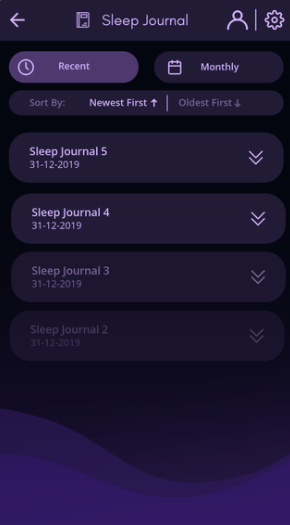 Sleep Journal
Recent
Monthly
Sort By: Newest First ↑ Oldest First ↓
Sleep Journal 5
31-12-2019
Sleep Journal 4
31-12-2019
Sleep Journal 3
31-12-2019
Sleep Journal 2
31-12-2019